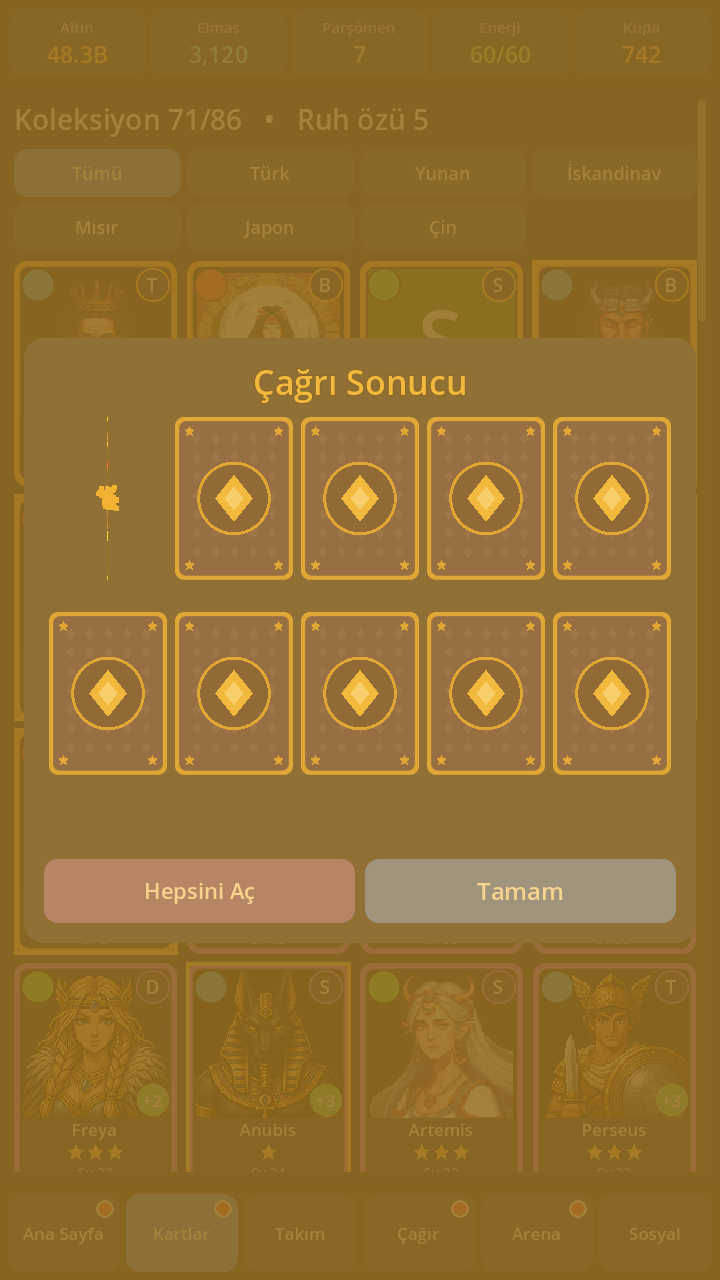 Altın Elmas Parşömen Enerji Kupa
48.3B 3,120 7 60/60 742
Koleksiyon 71/86 • Ruh özü 5
Tümü Türk Yunan İskandinav
Mısır Japon Çin
T B S B
S
Çağrı Sonucu
Hepsini Aç Tamam
D S S T
+2 +3 +3
Freya Anubis Artemis Perseus
Ana Sayfa Kartlar Takım Çağır Arena Sosyal